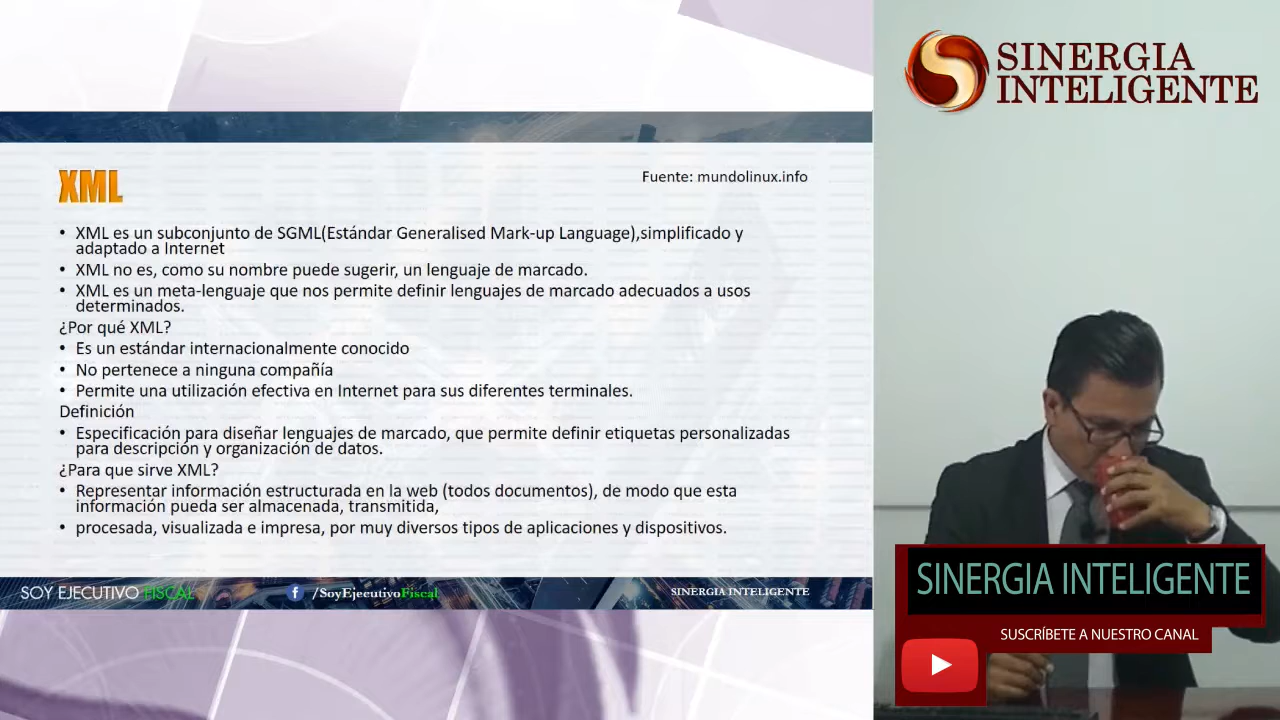 XML
Fuente: mundolinux.info
• XML es un subconjunto de SGML(Estándar Generalised Mark-up Language),simplificado y
adaptado a Internet
• XML no es, como su nombre puede sugerir, un lenguaje de marcado.
• XML es un meta-lenguaje que nos permite definir lenguajes de marcado adecuados a usos
determinados.
¿Por qué XML?
• Es un estándar internacionalmente conocido
• No pertenece a ninguna compañía
• Permite una utilización efectiva en Internet para sus diferentes terminales.
Definición
• Especificación para diseñar lenguajes de marcado, que permite definir etiquetas personalizadas
para descripción y organización de datos.
¿Para que sirve XML?
• Representar información estructurada en la web (todos documentos), de modo que esta
información pueda ser almacenada, transmitida,
• procesada, visualizada e impresa, por muy diversos tipos de aplicaciones y dispositivos.
SOY EJECUTIVO FISCAL
/SoyEjecutivoFiscal
SINERGIA INTELIGENTE
SINERGIA
INTELIGENTE
SINERGIA INTELIGENTE
SUSCRÍBETE A NUESTRO CANAL